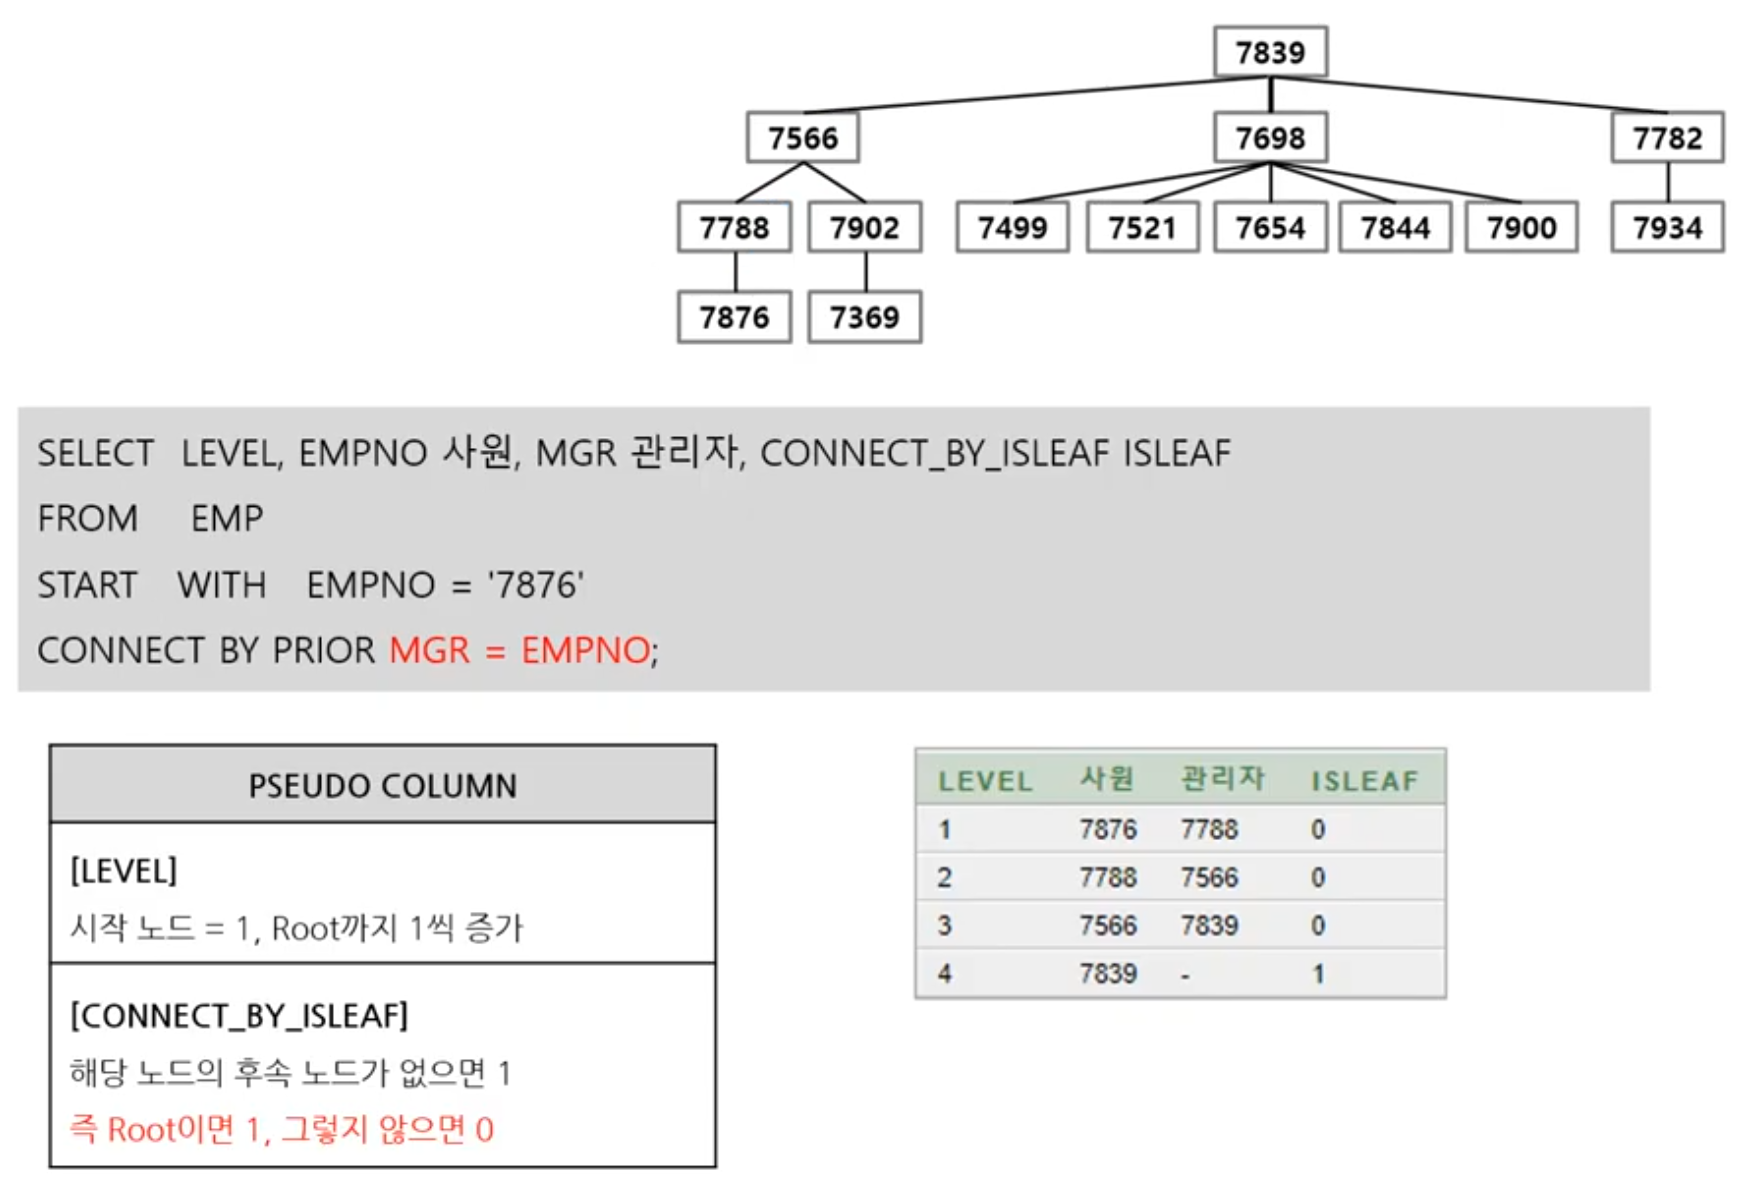 7839
7566 7698 7782
7788 7902 7499 7521 7654 7844 7900 7934
7876 7369
SELECT LEVEL, EMPNO 사원, MGR 관리자, CONNECT_BY_ISLEAF ISLEAF
FROM EMP
START WITH EMPNO = '7876'
CONNECT BY PRIOR MGR = EMPNO;
PSEUDO COLUMN
[LEVEL]
시작 노드 = 1, Root까지 1씩 증가
[CONNECT_BY_ISLEAF]
해당 노드의 후속 노드가 없으면 1
즉 Root이면 1, 그렇지 않으면 0
LEVEL 사원 관리자 ISLEAF
1 7876 7788 0
2 7788 7566 0
3 7566 7839 0
4 7839 - 1